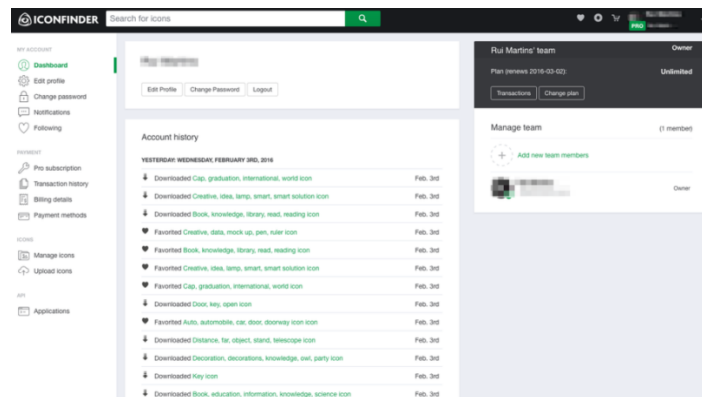 ICONFINDER
Search for icons
PRO
MY ACCOUNT
Dashboard
Edit profile
Change password
Notifications
Following
PAYMENT
Pro subscription
Transaction history
Billing details
Payment methods
ICONS
Manage icons
Upload icons
API
Applications
Edit Profile
Change Password
Logout
Account history
YESTERDAY: WEDNESDAY, FEBRUARY 3RD, 2016
Downloaded Cap, graduation, international, world icon Feb. 3rd
Downloaded Creative, idea, lamp, smart, smart solution icon Feb. 3rd
Downloaded Book, knowledge, library, read, reading icon Feb. 3rd
Favorited Creative, data, mock up, pen, ruler icon Feb. 3rd
Favorited Book, knowledge, library, read, reading icon Feb. 3rd
Favorited Creative, idea, lamp, smart, smart solution icon Feb. 3rd
Favorited Cap, graduation, international, world icon Feb. 3rd
Downloaded Door, key, open icon Feb. 3rd
Favorited Auto, automobile, car, door, doorway icon icon Feb. 3rd
Downloaded Distance, far, object, stand, telescope icon Feb. 3rd
Downloaded Decoration, decorations, knowledge, owl, party icon Feb. 3rd
Downloaded Key icon Feb. 3rd
Downloaded Book, education, information, knowledge, science icon Feb. 3rd
Rui Martins' team Owner
Plan (renews 2016-03-02): Unlimited
Transactions
Change plan
Manage team (1 member)
Add new team members
Owner